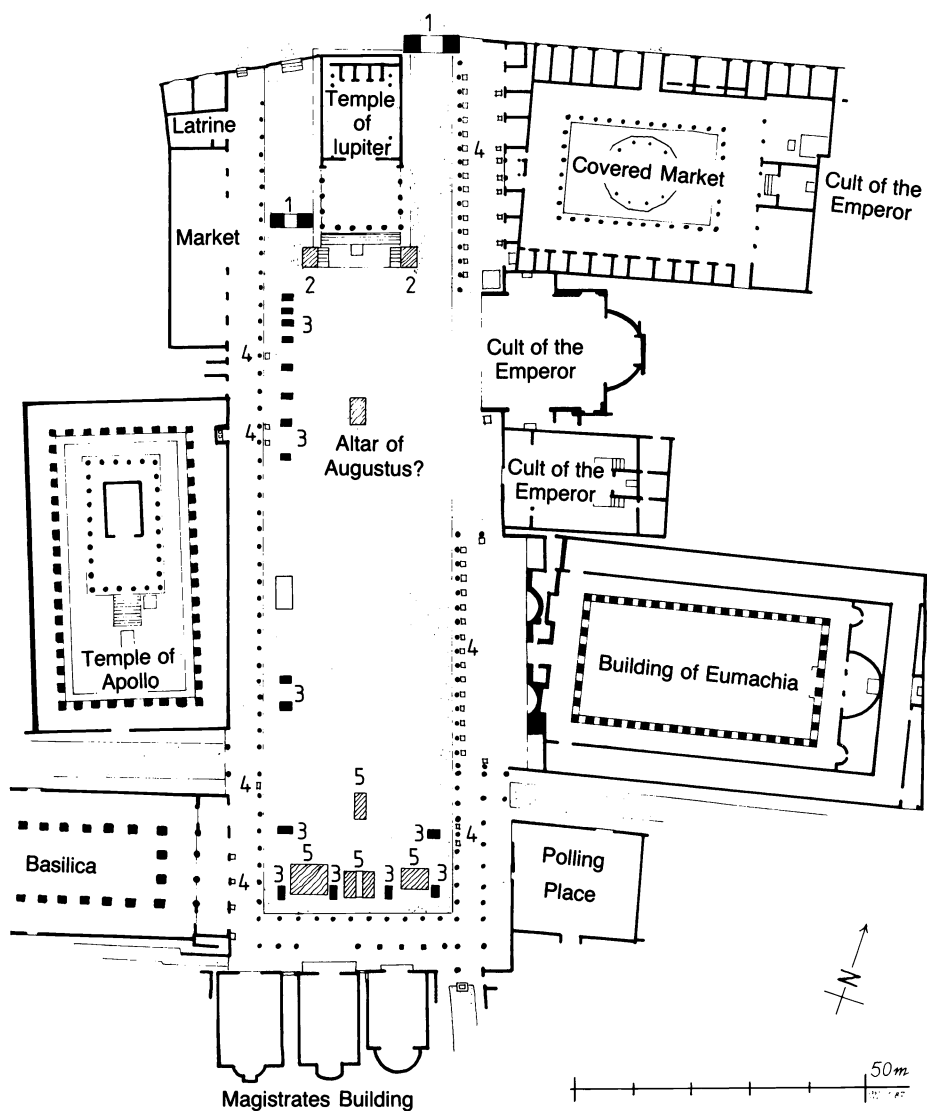 1
1
Temple
of
Iupiter
Latrine
4
Covered Market
Cult of the
Emperor
Market
2
2
3
4
Cult of the
Emperor
4
3
Altar of
Augustus?
Cult of the
Emperor
4
Temple of
Apollo
Building of Eumachia
3
5
4
3
3
4
Basilica
5
5
3
3
3
3
4
Polling
Place
N
Magistrates Building
50m